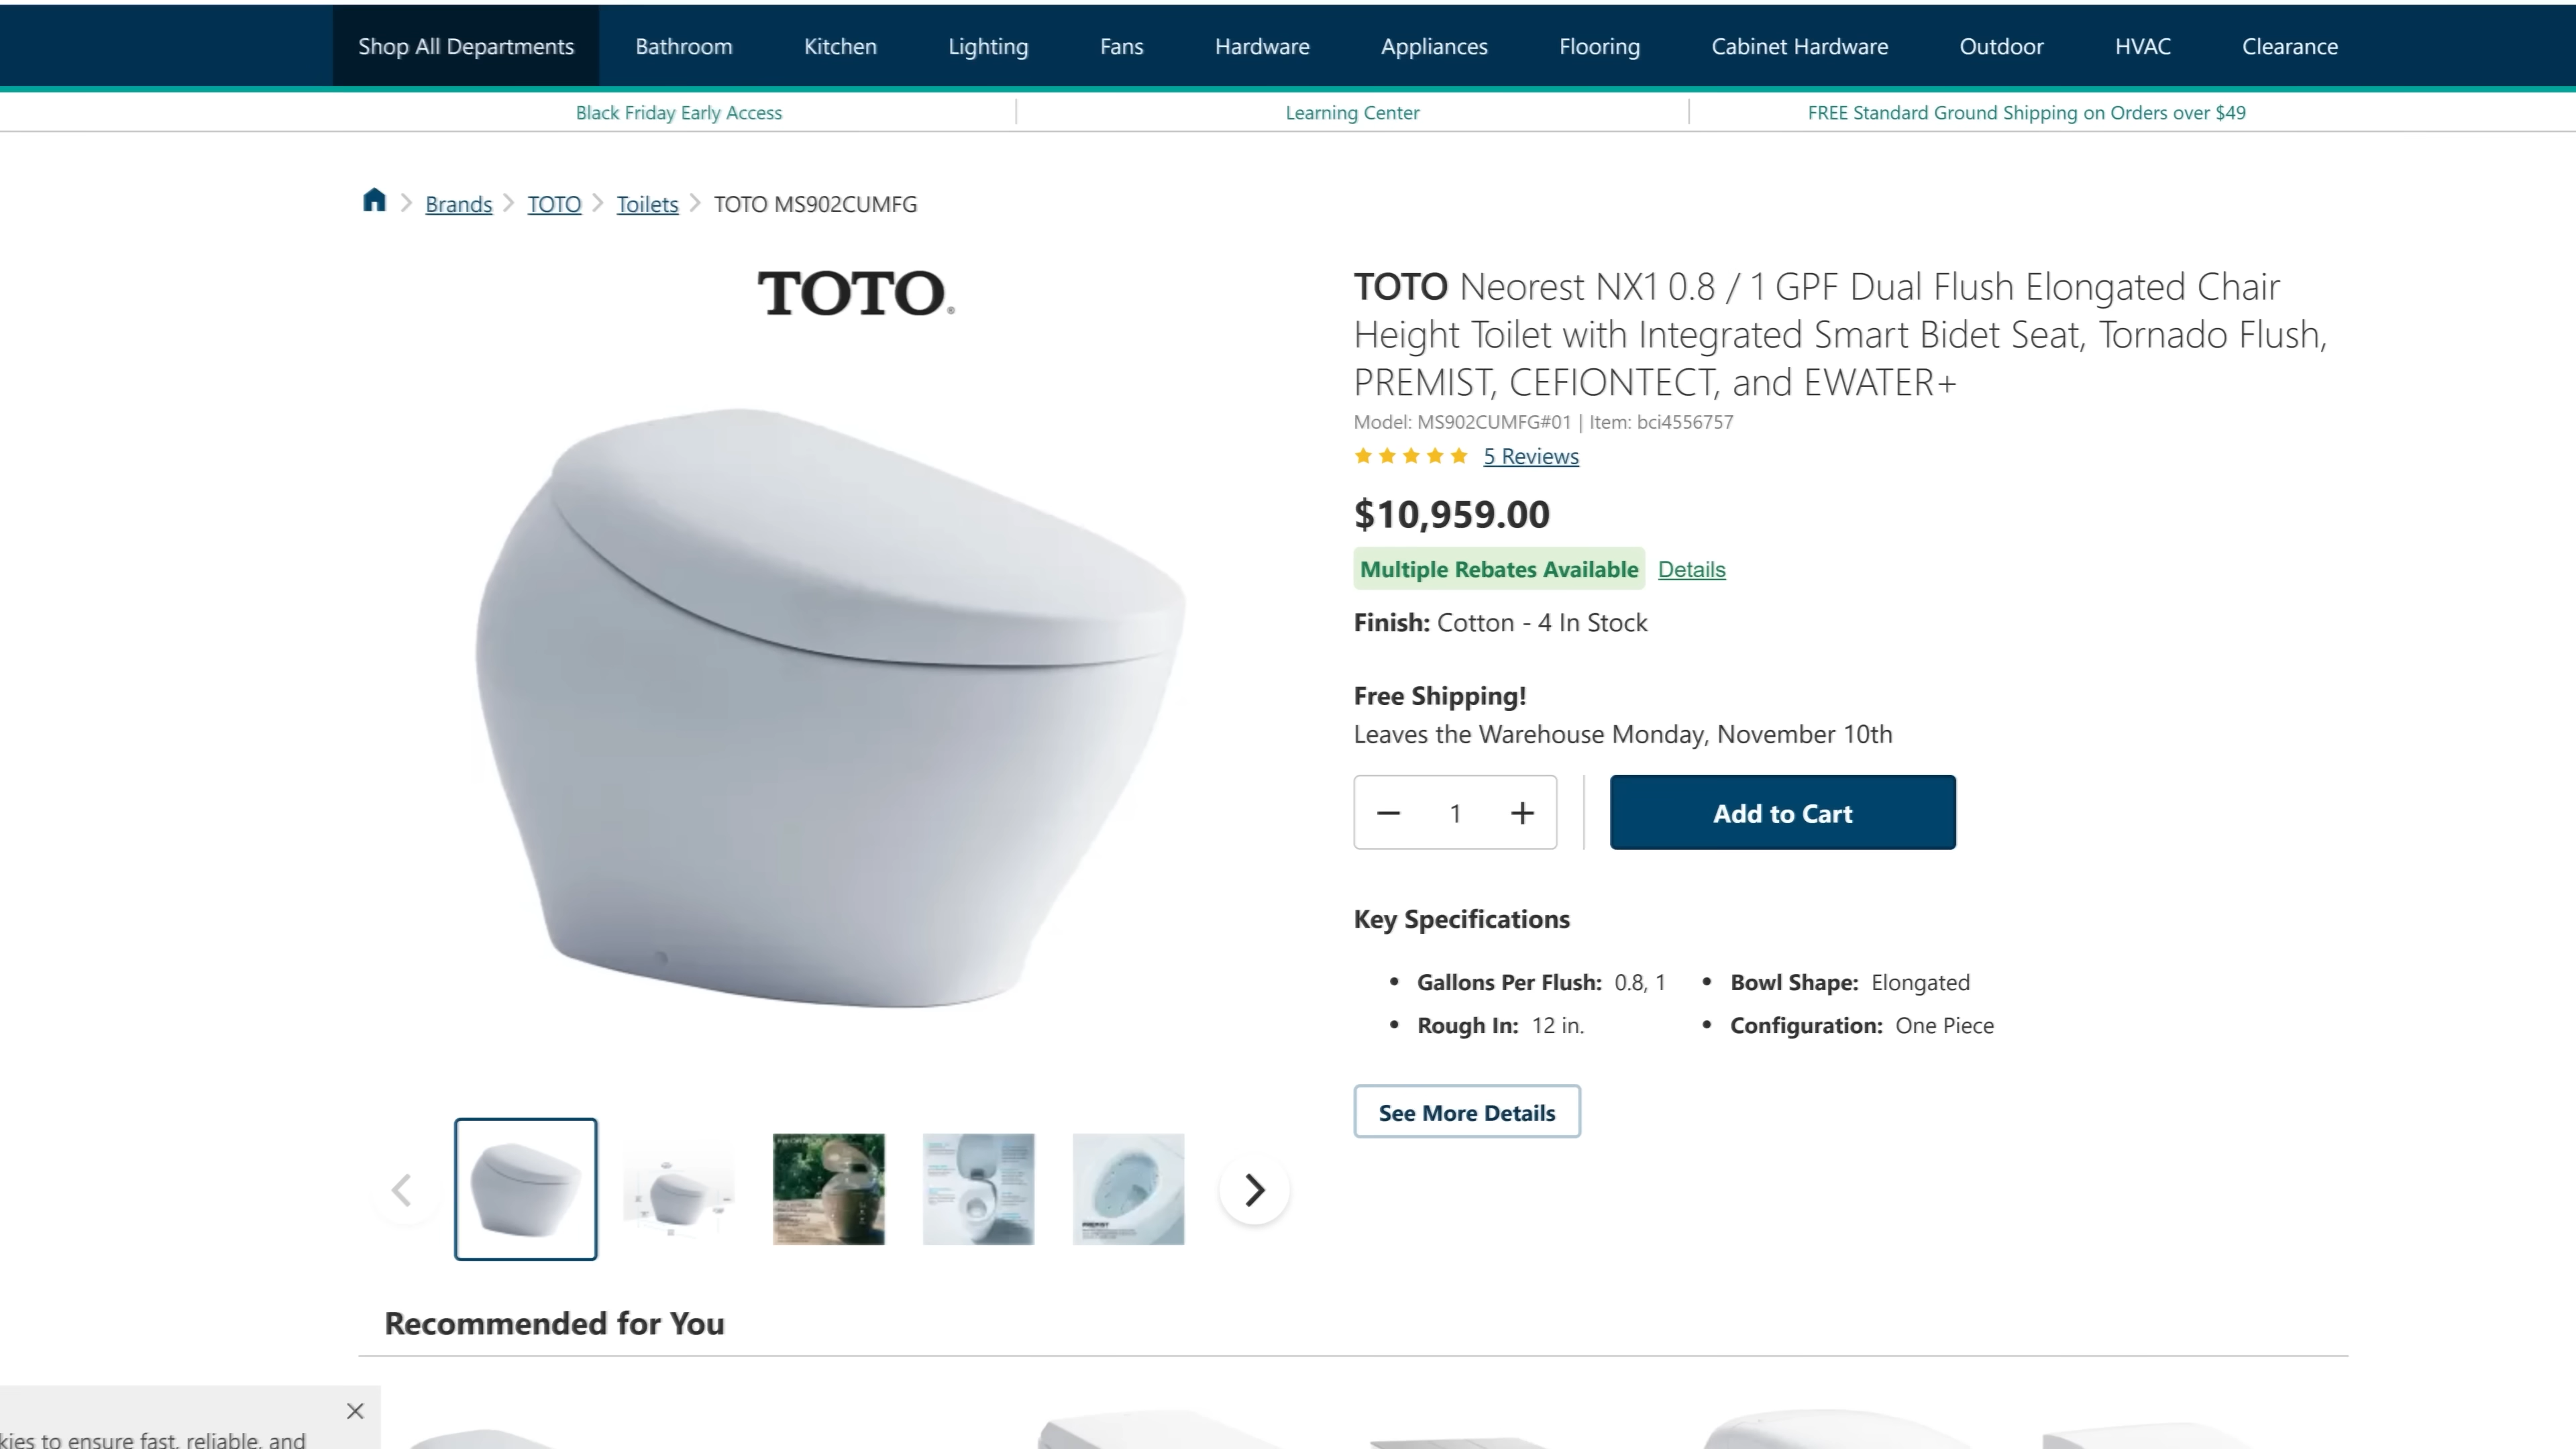 Shop All Departments
Bathroom
Kitchen
Lighting
Fans
Hardware
Appliances
Flooring
Cabinet Hardware
Outdoor
HVAC
Clearance
Black Friday Early Access
Learning Center
FREE Standard Ground Shipping on Orders over $49
Brands
TOTO
Toilets
TOTO MS902CUMFG
TOTO®
TOTO Neorest NX1 0.8 / 1 GPF Dual Flush Elongated Chair
Height Toilet with Integrated Smart Bidet Seat, Tornado Flush,
PREMIST, CEFIONTECT, and EWATER+
Model: MS902CUMFG#01 | Item: bci4556757
5 Reviews
$10,959.00
Multiple Rebates Available
Details
Finish: Cotton - 4 In Stock
Free Shipping!
Leaves the Warehouse Monday, November 10th
1
Add to Cart
Key Specifications
Gallons Per Flush: 0.8, 1
Bowl Shape: Elongated
Rough In: 12 in.
Configuration: One Piece
See More Details
PREMIST
Recommended for You
kies to ensure fast, reliable, and